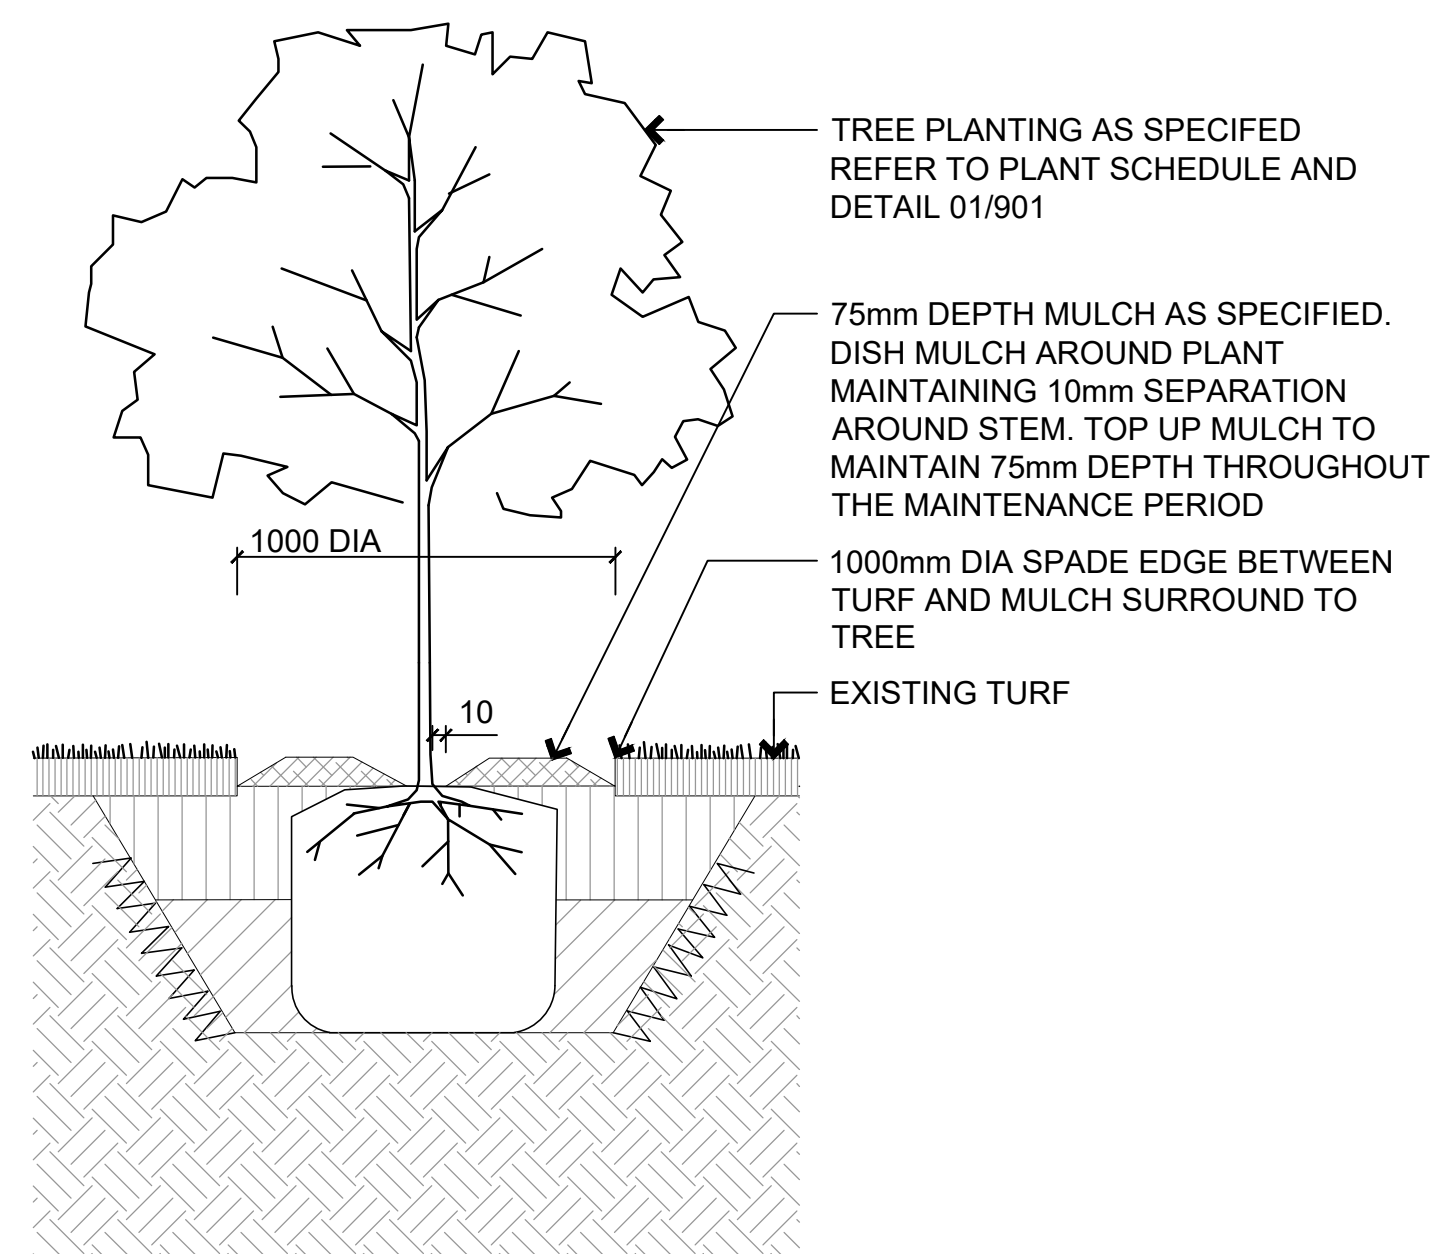 TREE PLANTING AS SPECIFED
REFER TO PLANT SCHEDULE AND
DETAIL 01/901
75mm DEPTH MULCH AS SPECIFIED.
DISH MULCH AROUND PLANT
MAINTAINING 10mm SEPARATION
AROUND STEM. TOP UP MULCH TO
MAINTAIN 75mm DEPTH THROUGHOUT
THE MAINTENANCE PERIOD
1000 DIA
1000mm DIA SPADE EDGE BETWEEN
TURF AND MULCH SURROUND TO
TREE
EXISTING TURF
10